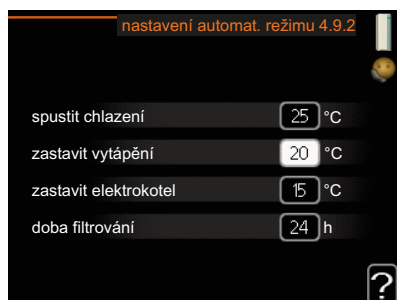 nastavení automat. režimu 4.9.2
spustit chlazení 25 °C
zastavit vytápění 20 °C
zastavit elektrokotel 15 °C
doba filtrování 24 h
?